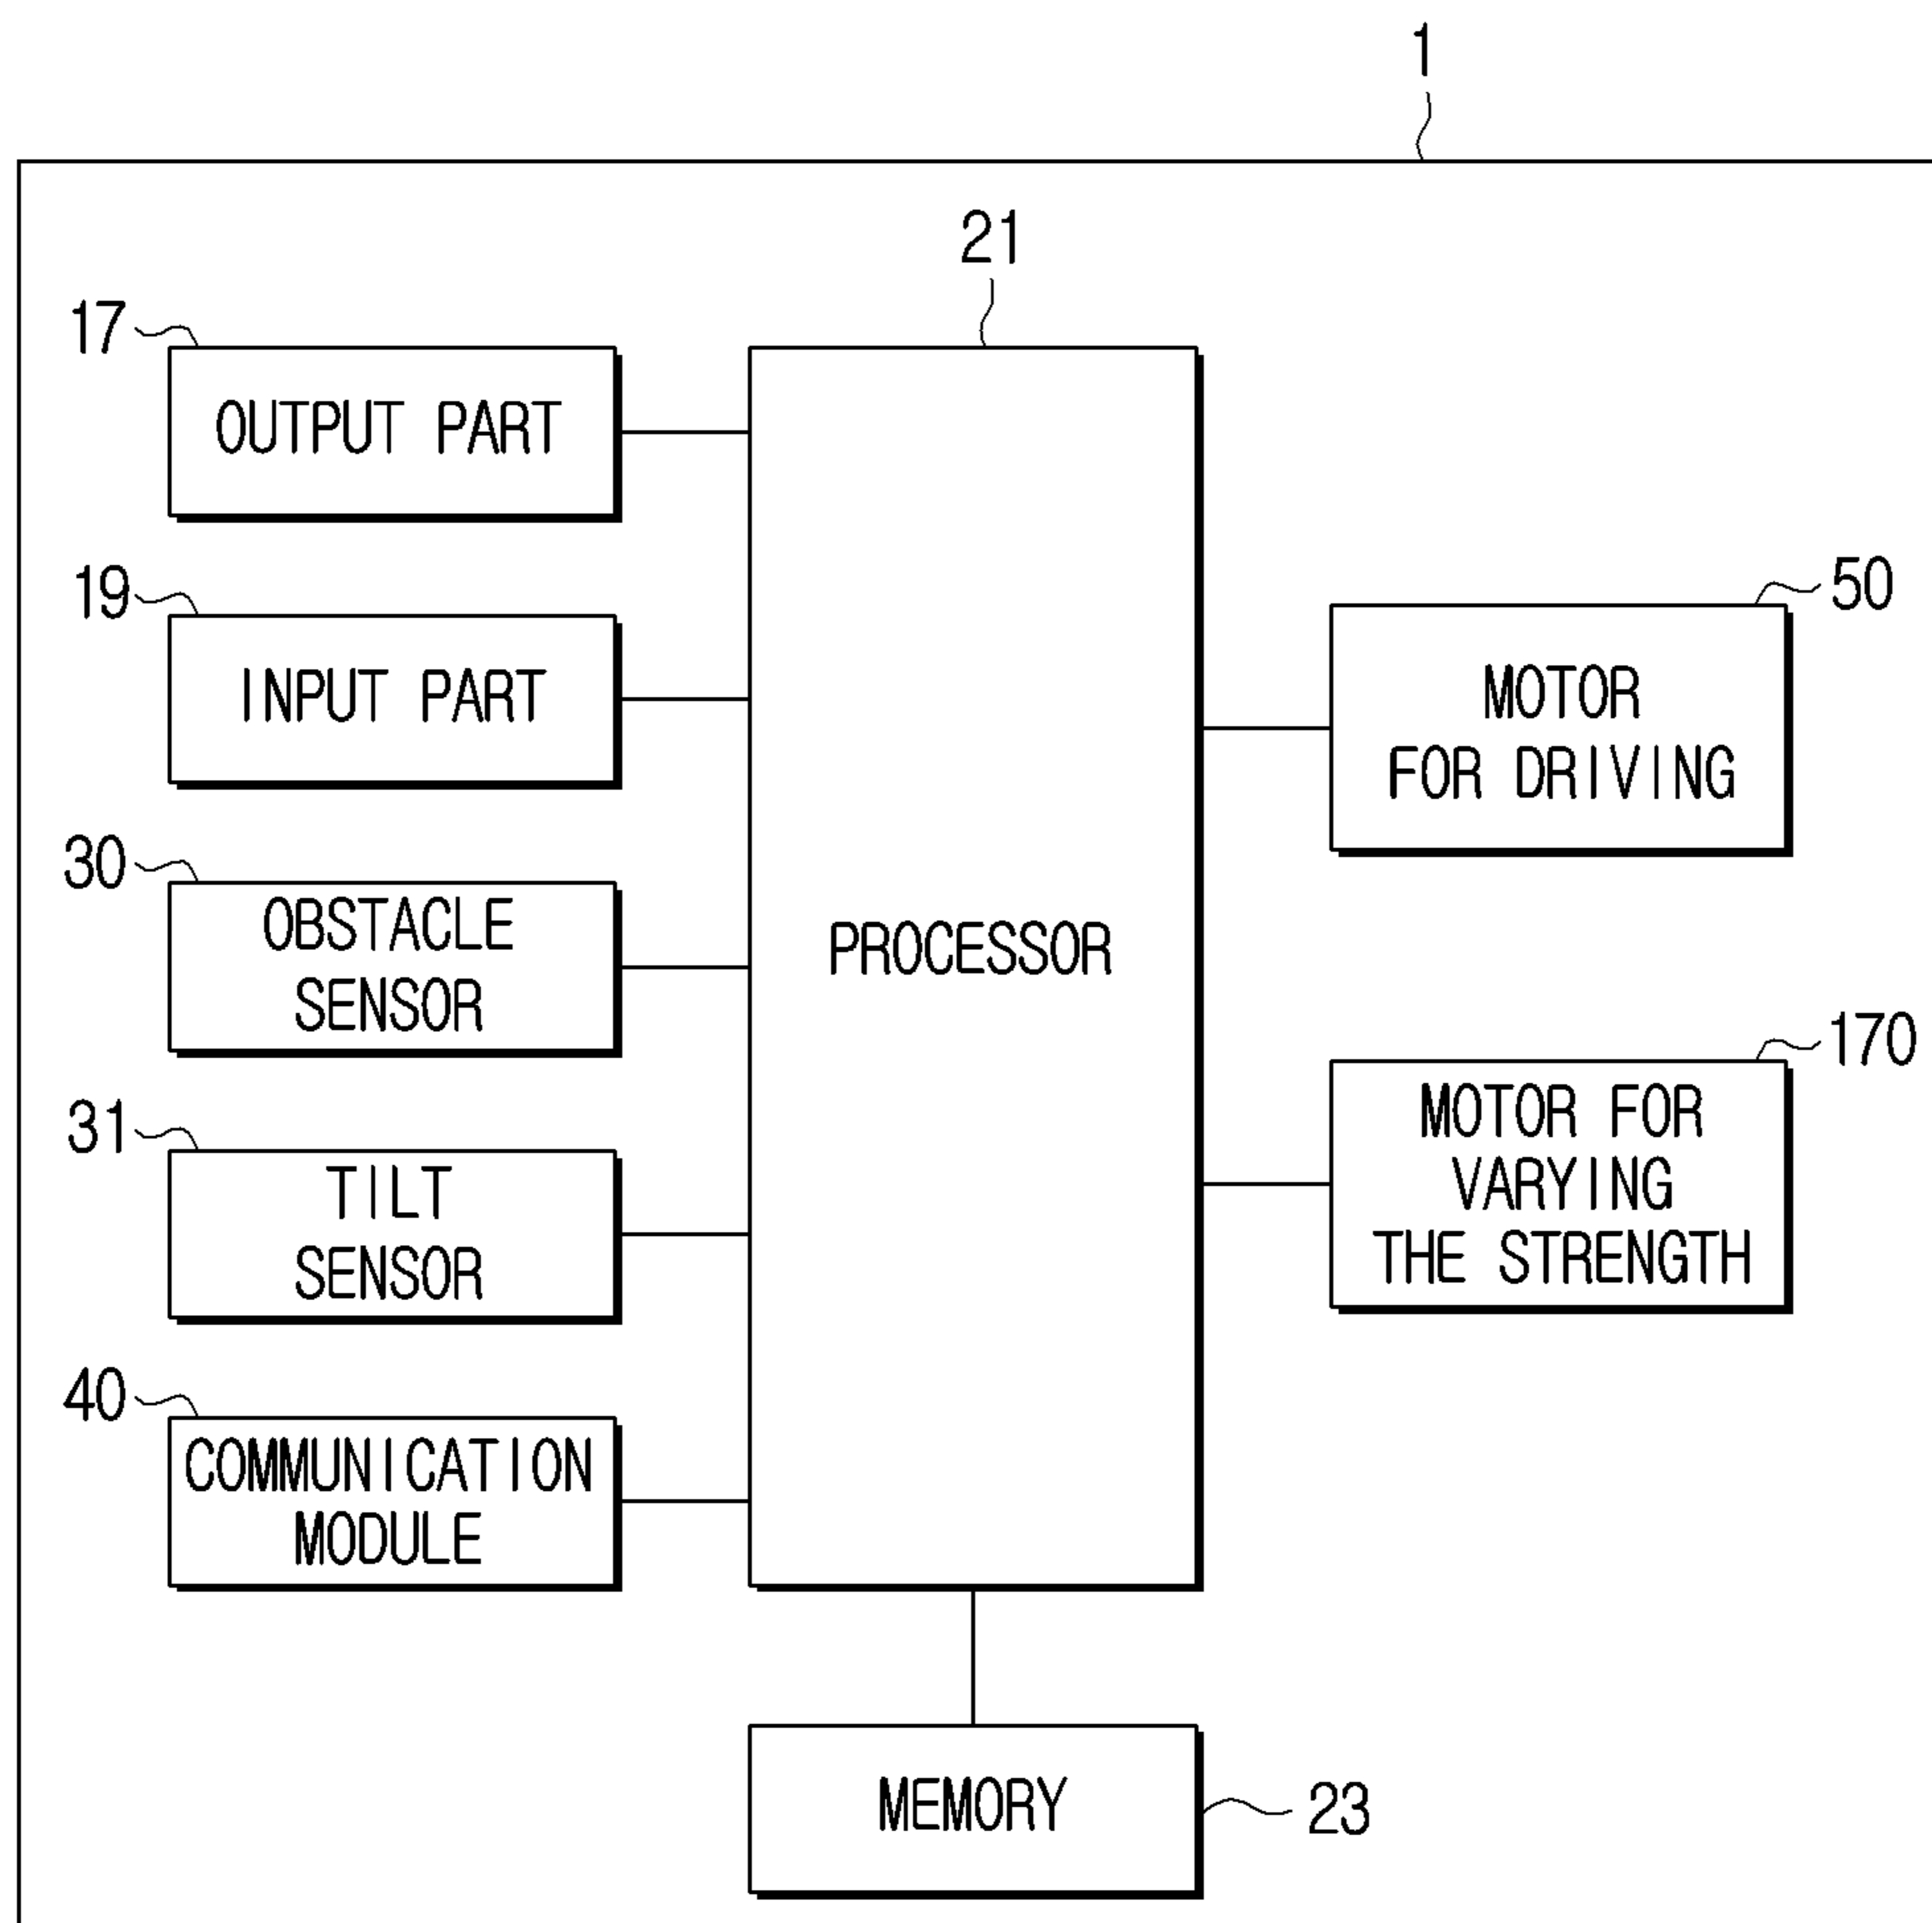 1
21
17
OUTPUT PART
19
INPUT PART
30
OBSTACLE
SENSOR
31
TILT
SENSOR
40
COMMUNICATION
MODULE
PROCESSOR
50
MOTOR
FOR DRIVING
170
MOTOR FOR
VARYING
THE STRENGTH
MEMORY
23